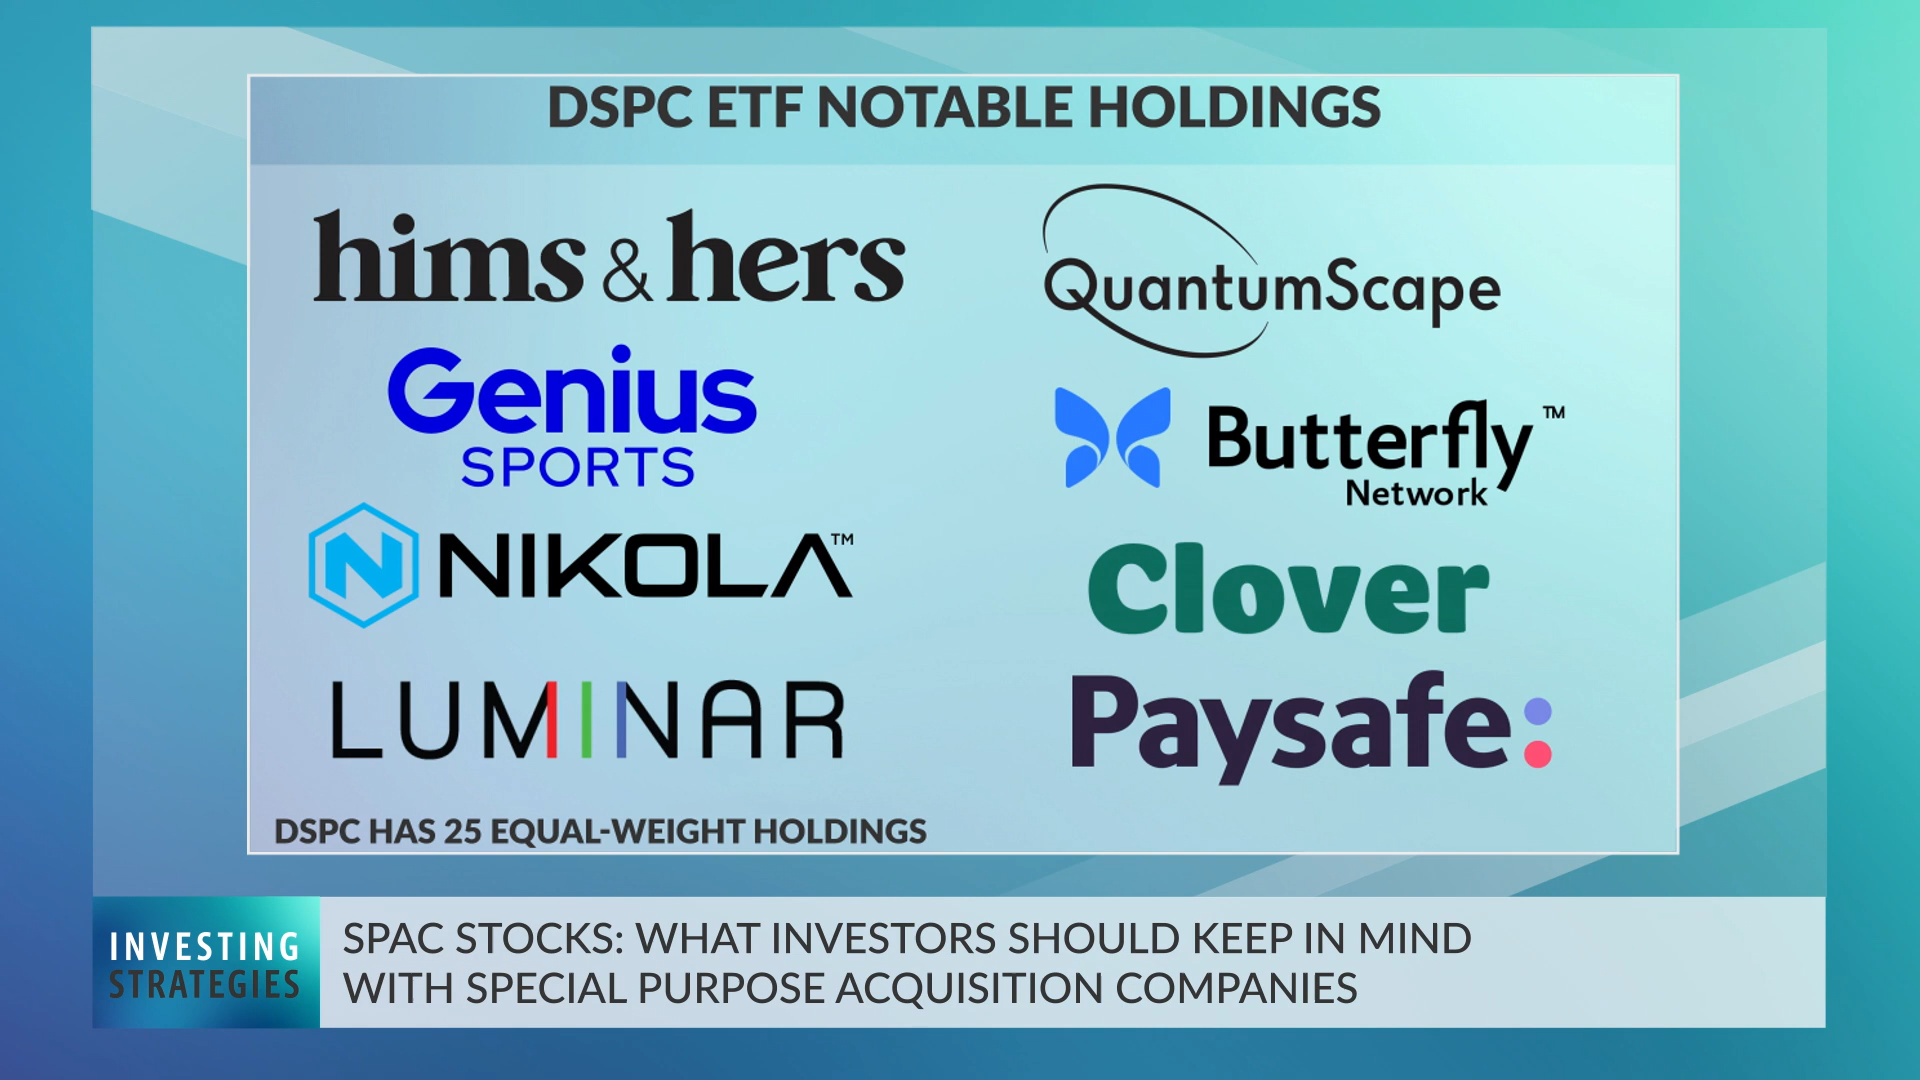 DSPC ETF NOTABLE HOLDINGS
hims & hers
Genius
SPORTS
NIKOLA™
LUMINAR
QuantumScape
Butterfly™
Network
Clover
Paysafe:
DSPC HAS 25 EQUAL-WEIGHT HOLDINGS
INVESTING
STRATEGIES
SPAC STOCKS: WHAT INVESTORS SHOULD KEEP IN MIND
WITH SPECIAL PURPOSE ACQUISITION COMPANIES